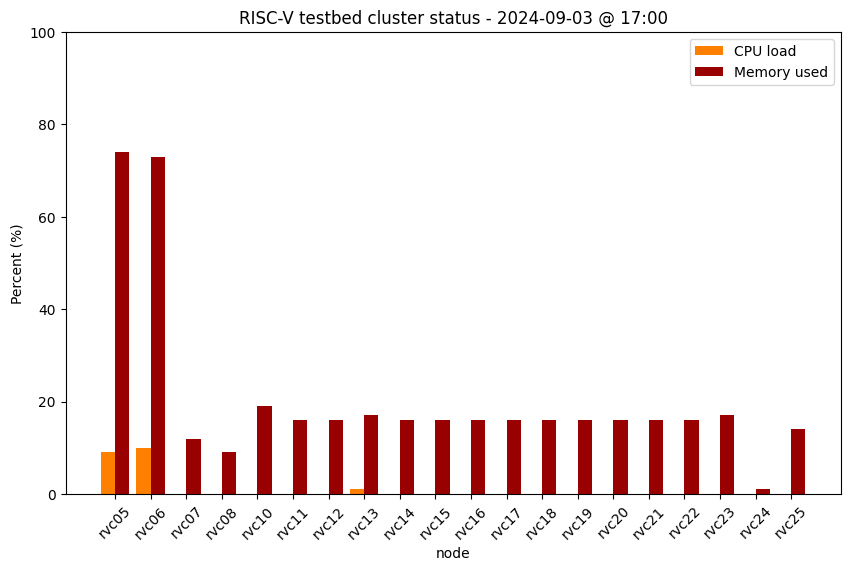 RISC-V testbed cluster status - 2024-09-03 @ 17:00
CPU load
Memory used
Percent (%)
100
80
60
40
20
0
rvc05
rvc06
rvc07
rvc08
rvc10
rvc11
rvc12
rvc13
rvc14
rvc15
rvc16
rvc17
rvc18
rvc19
rvc20
rvc21
rvc22
rvc23
rvc24
rvc25
node